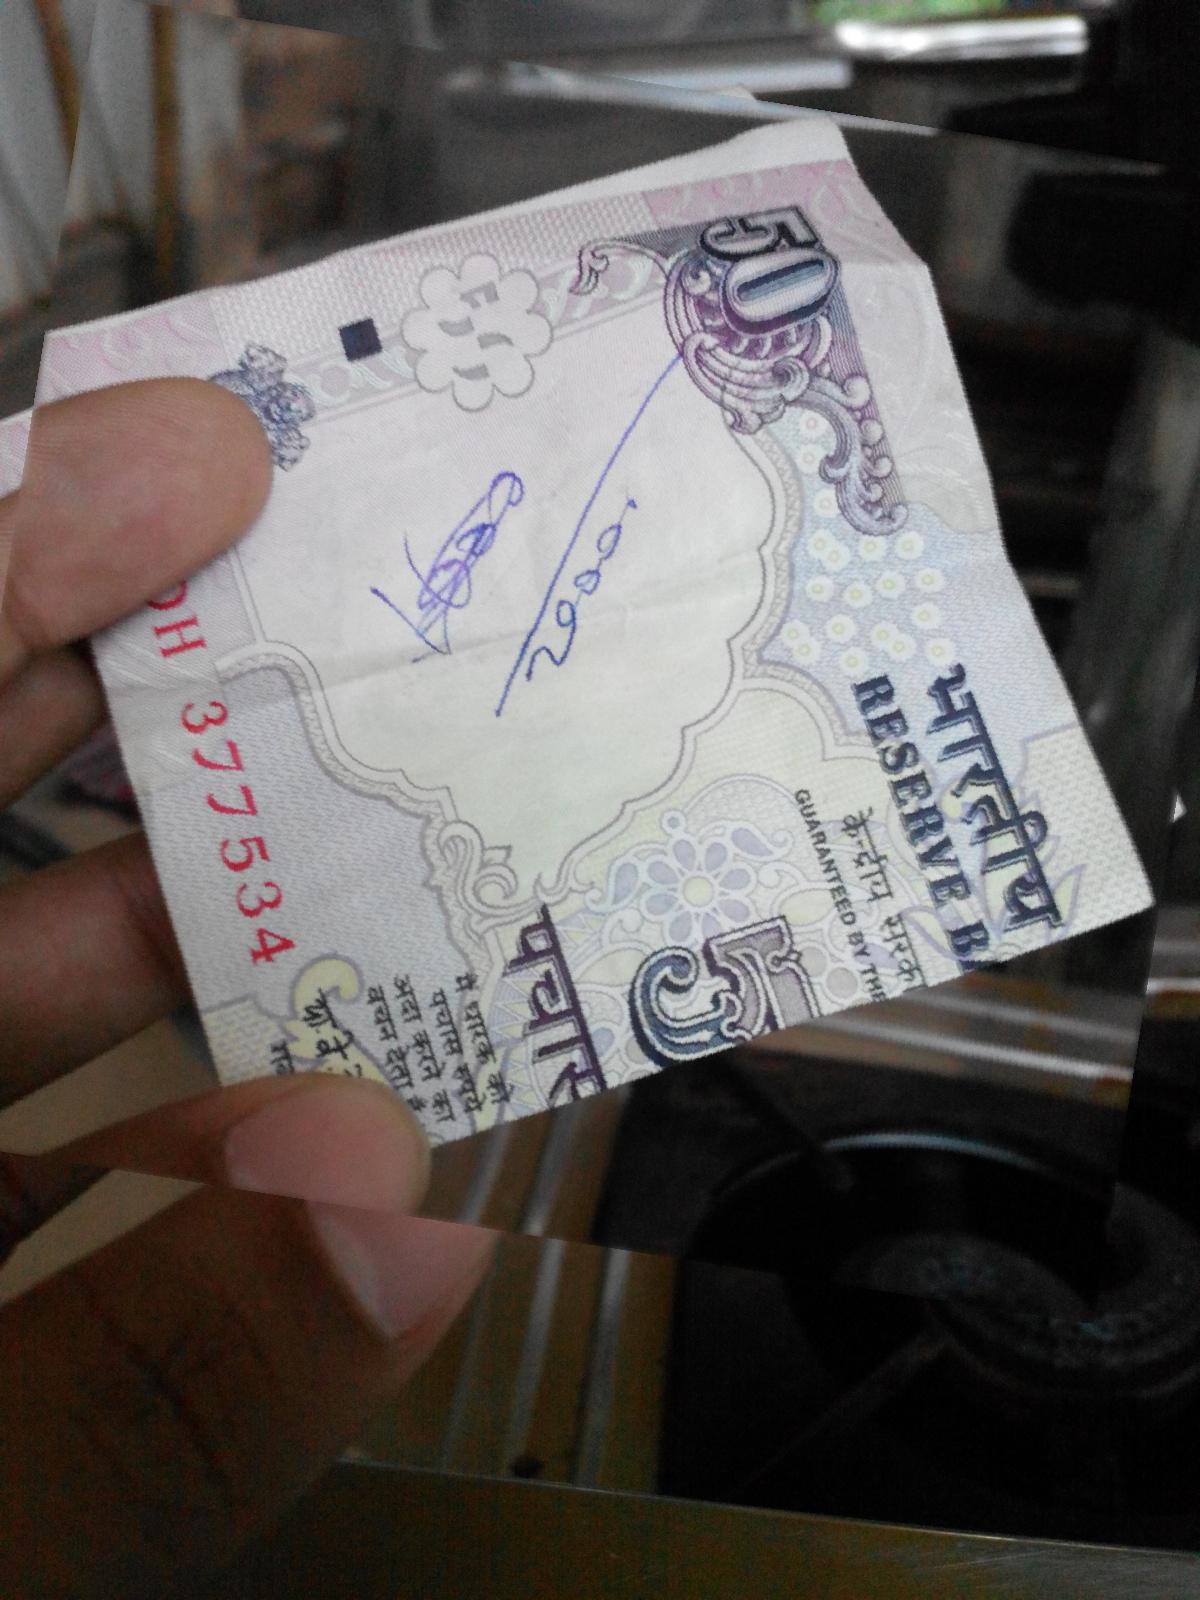 50
2000.
भारतीय
RESERVE B
केन्द्रीय सरका
GUARANTEED BY THE
पचास
मैं धारक को
पचास रुपये
अदा करने का
वचन देता हूँ
H 377534